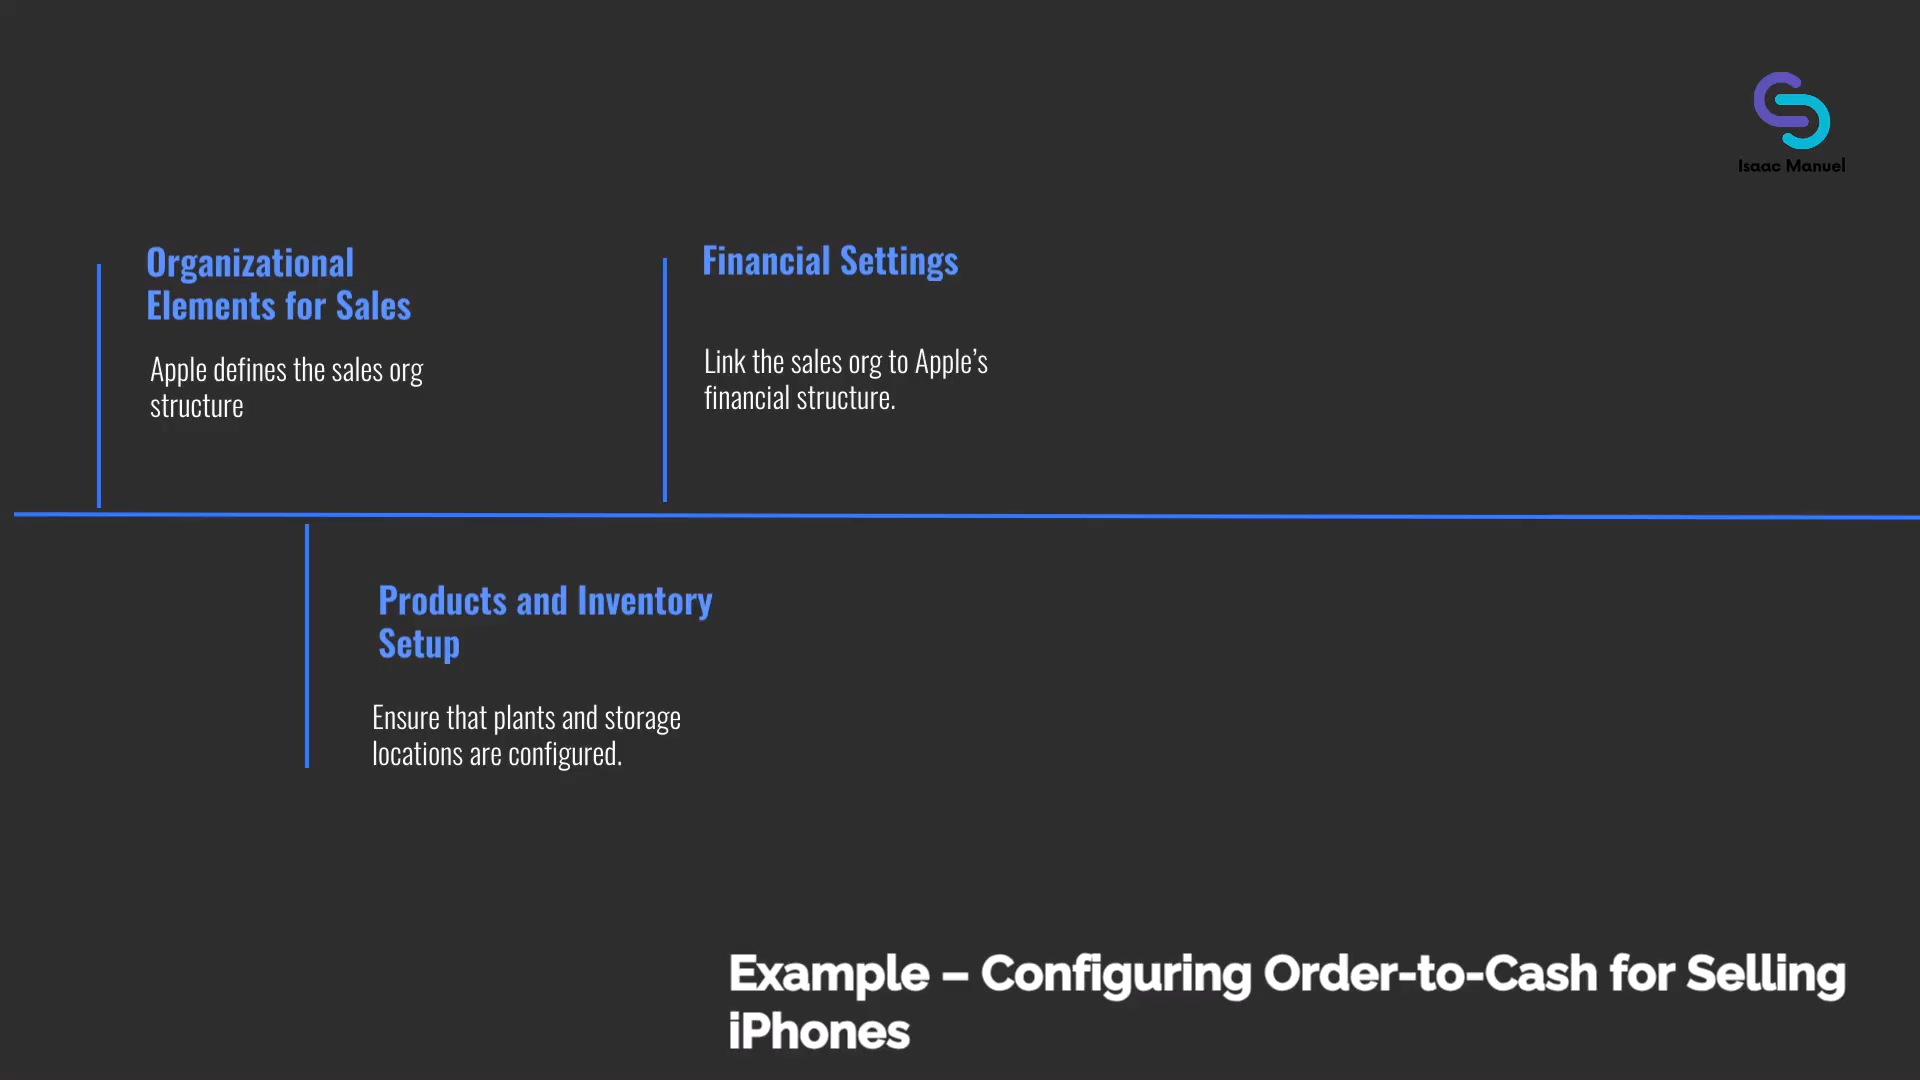 Isaac Manuel
Organizational
Elements for Sales
Apple defines the sales org
structure
Financial Settings
Link the sales org to Apple’s
financial structure.
Products and Inventory
Setup
Ensure that plants and storage
locations are configured.
Example – Configuring Order-to-Cash for Selling
iPhones